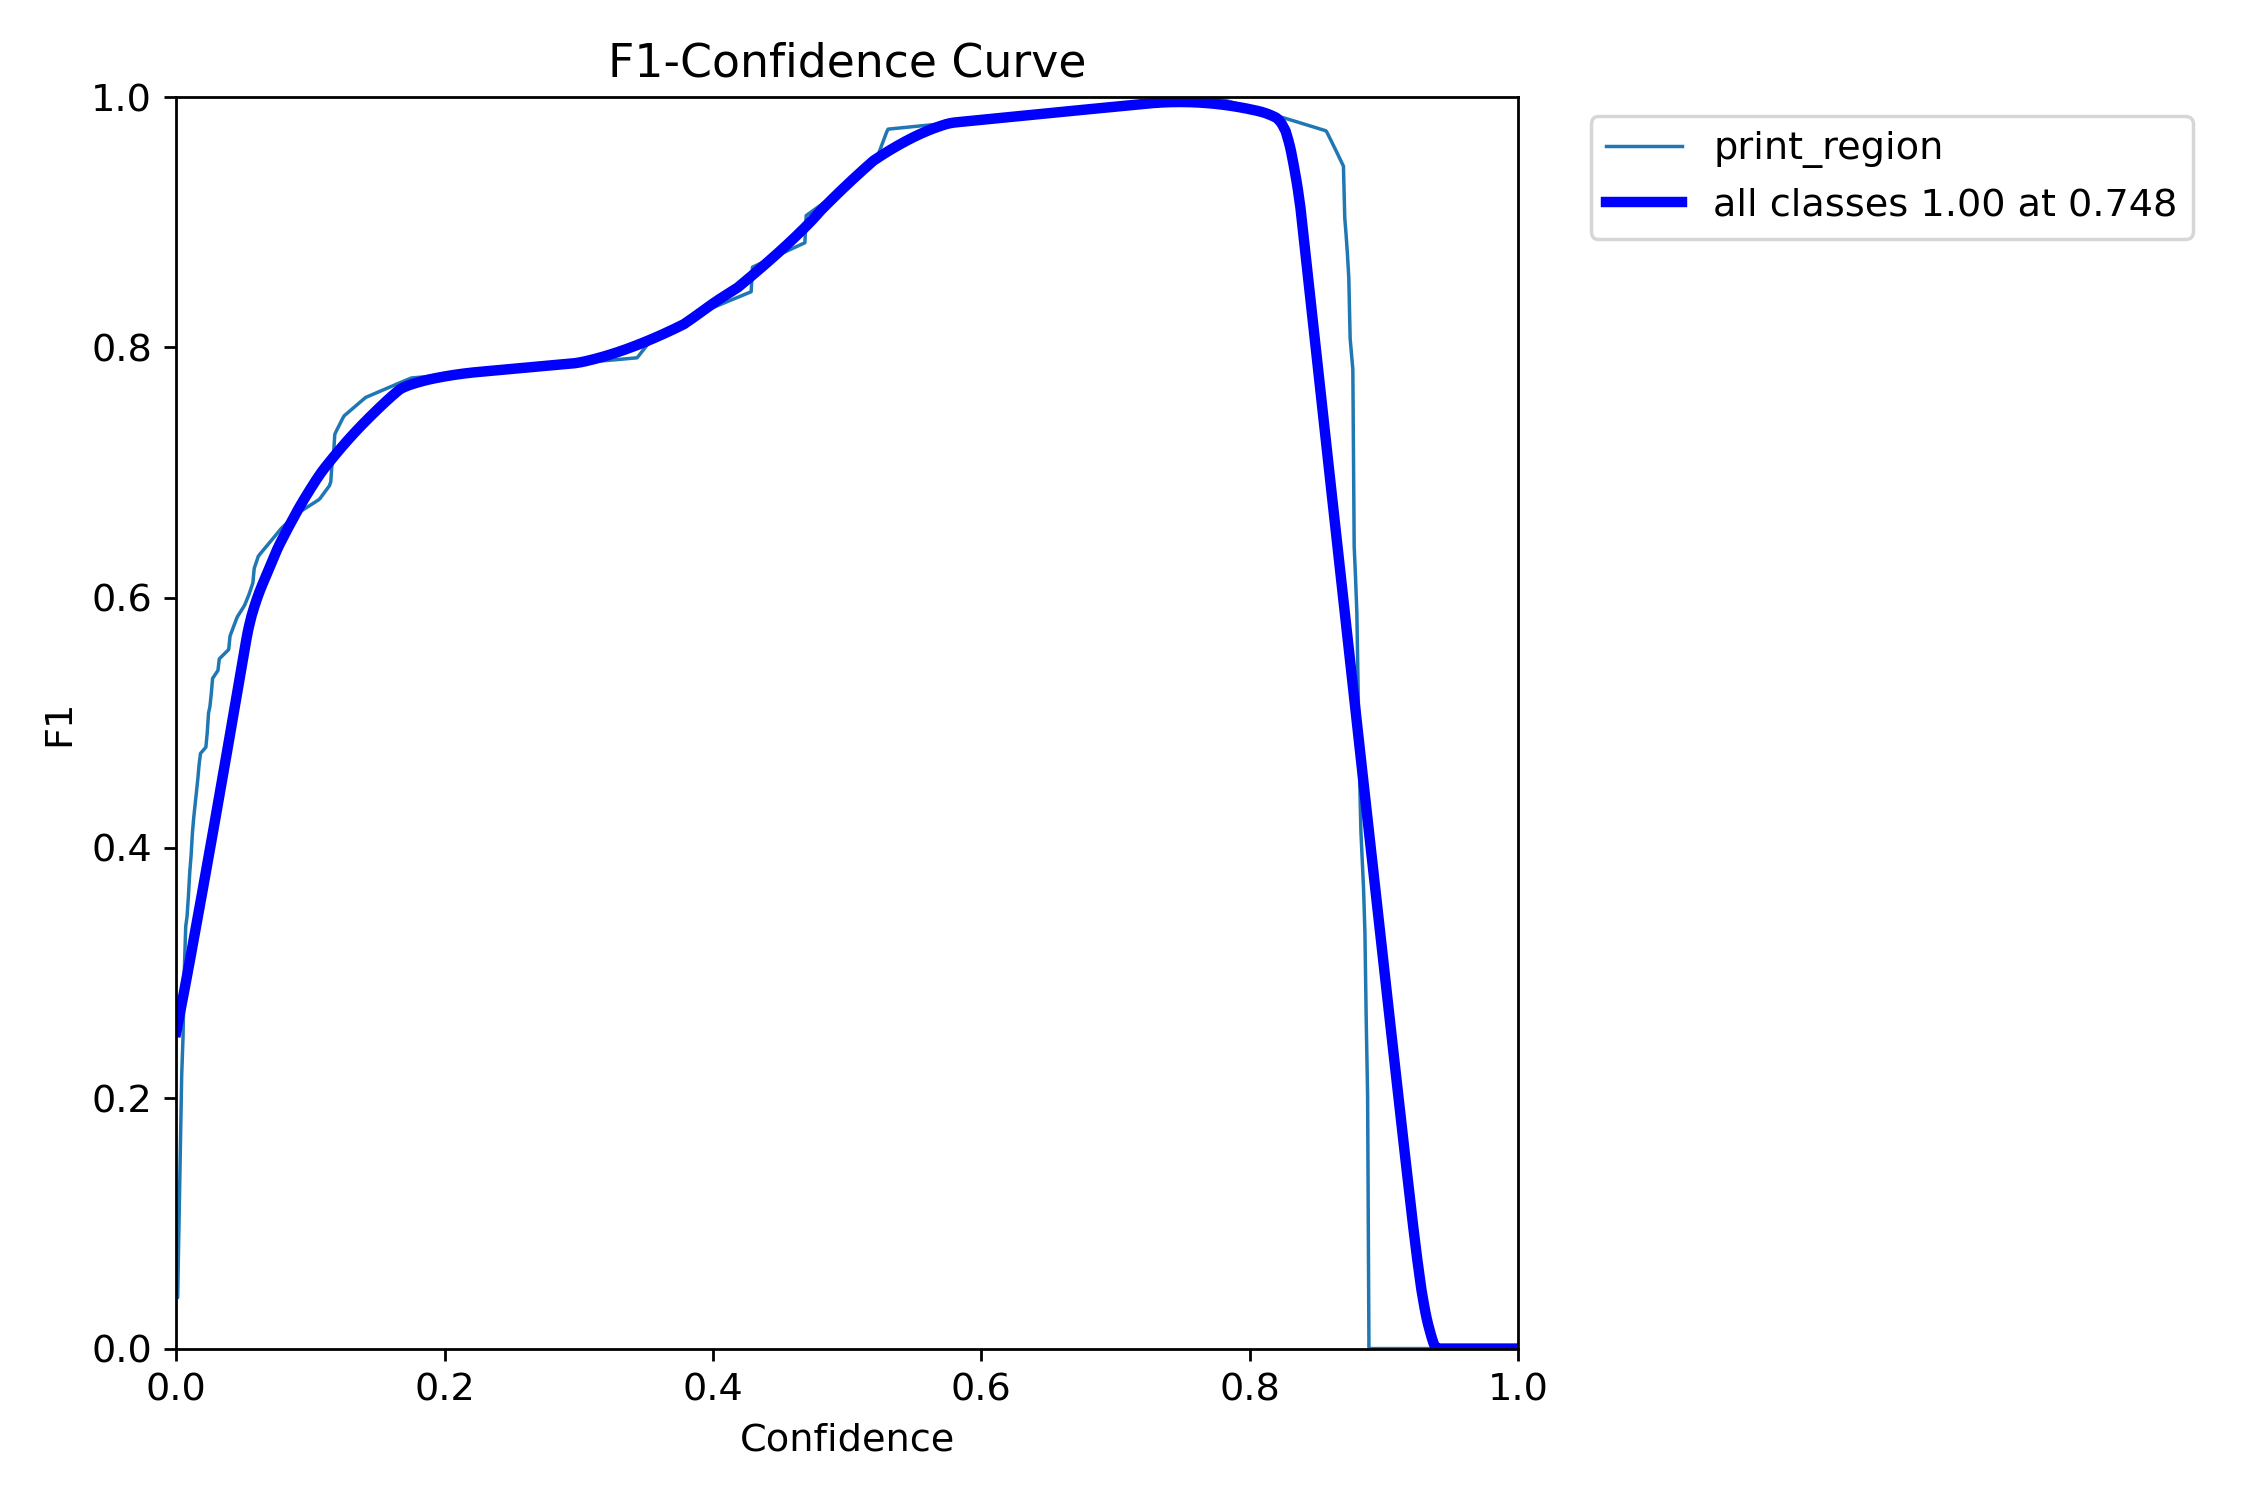 F1-Confidence Curve
1.0
0.8
0.6
0.4
0.2
0.0
F1
0.0 0.2 0.4 0.6 0.8 1.0
Confidence
print_region
all classes 1.00 at 0.748